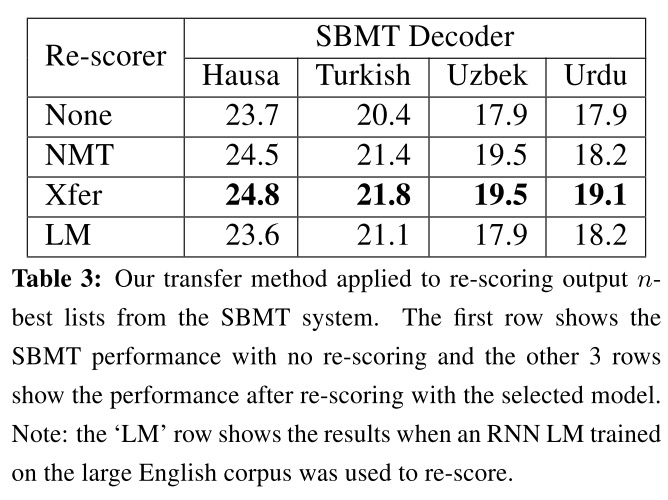 Re-scorer SBMT Decoder
Hausa Turkish Uzbek Urdu
None 23.7 20.4 17.9 17.9
NMT 24.5 21.4 19.5 18.2
Xfer 24.8 21.8 19.5 19.1
LM 23.6 21.1 17.9 18.2
Table 3: Our transfer method applied to re-scoring output n-
best lists from the SBMT system. The first row shows the
SBMT performance with no re-scoring and the other 3 rows
show the performance after re-scoring with the selected model.
Note: the ‘LM’ row shows the results when an RNN LM trained
on the large English corpus was used to re-score.